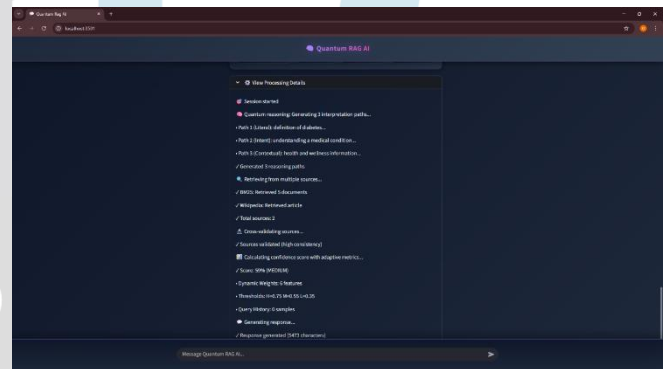 Quantum Rag AI
localhost:5173
Quantum RAG AI
View Processing Details
Session started
Quantum reasoning: Generating 3 interpretation paths...
• Path 1 (Literal): definition of diabetes...
• Path 2 (Intent): understanding a medical condition...
• Path 3 (Contextual): health and wellness information...
✓ Generated 3 reasoning paths
Retrieving from multiple sources...
✓ BM25: Retrieved 5 documents
✓ Wikipedia: Retrieved article
✓ Total sources: 2
Cross-validating sources...
✓ Sources validated (high consistency)
Calculating confidence score with adaptive metrics...
✓ Score: 59% (MEDIUM)
• Dynamic Weights: 6 features
• Thresholds: H=0.75 M=0.55 L=0.35
• Query History: 0 samples
Generating response...
✓ Response generated (5473 characters)
Message Quantum RAG AI...